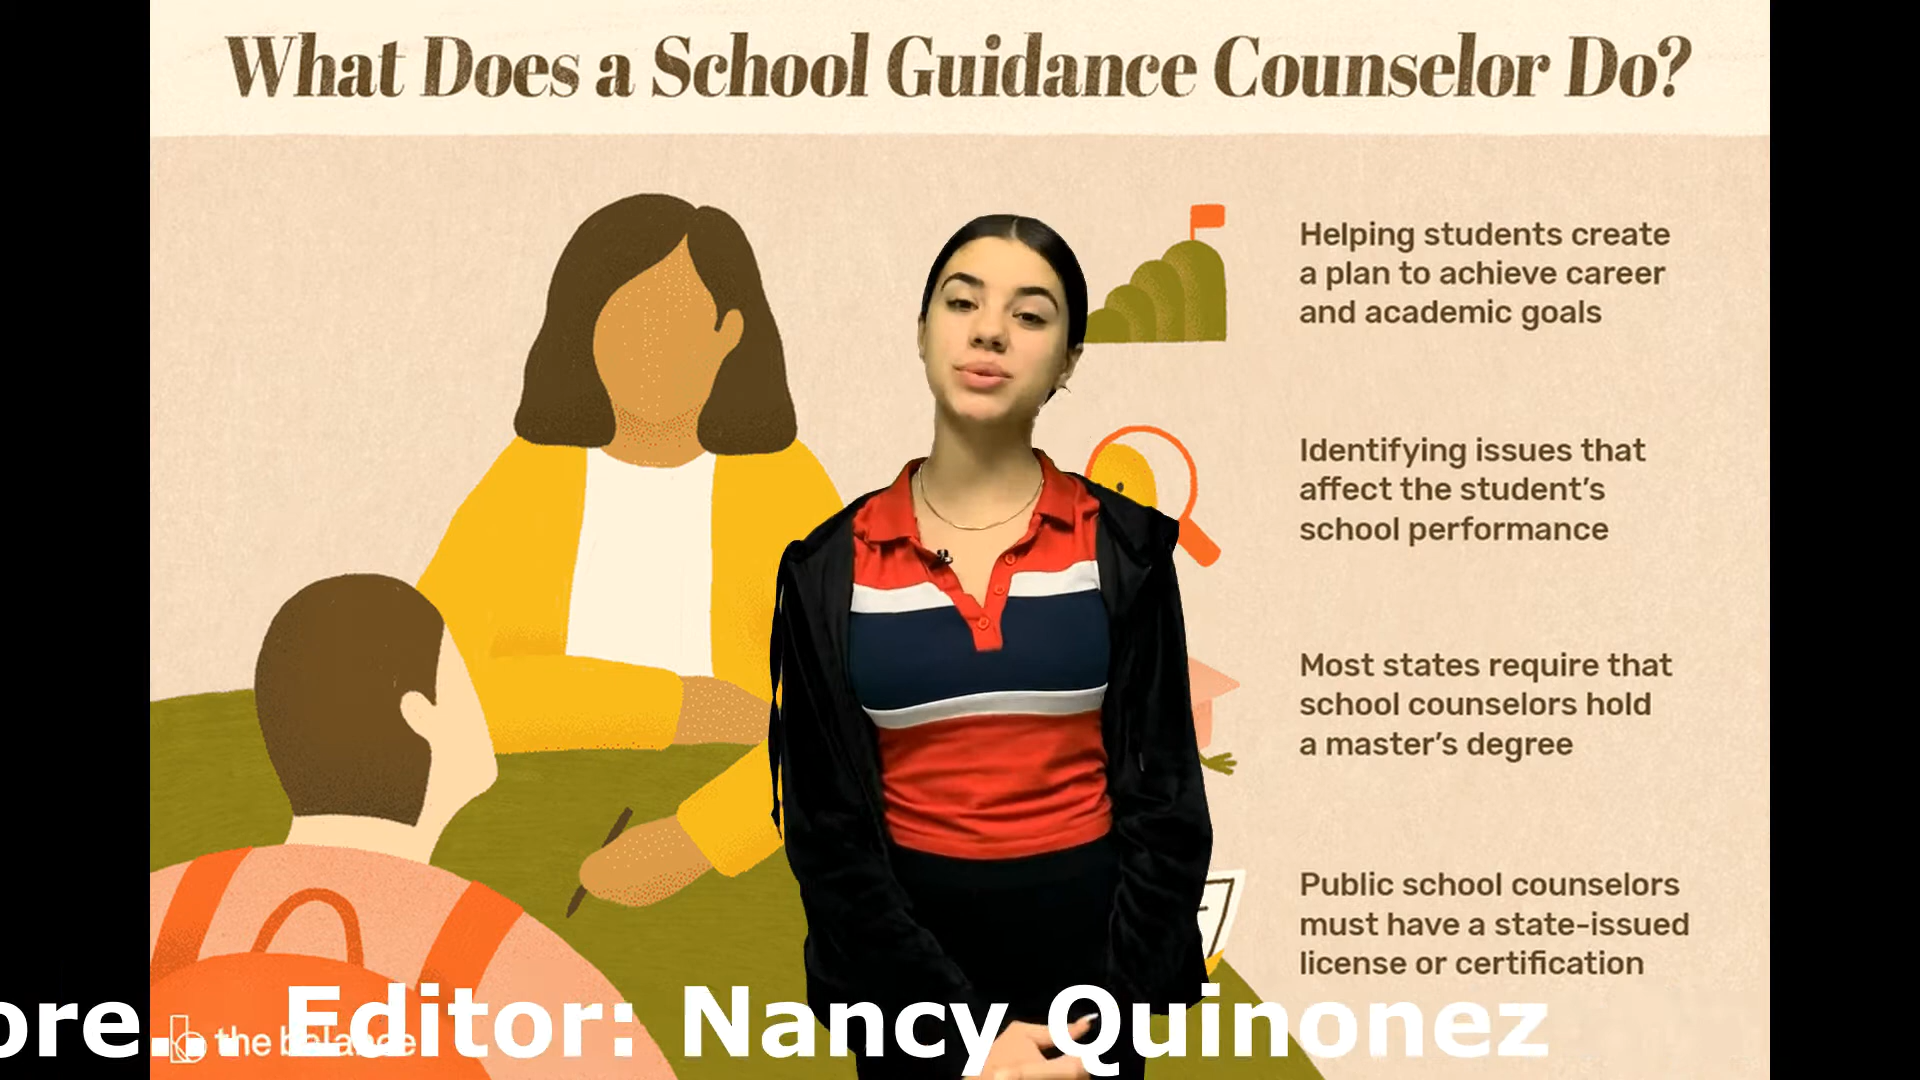 What Does a School Guidance Counselor Do?
Helping students create
a plan to achieve career
and academic goals
Identifying issues that
affect the student's
school performance
Most states require that
school counselors hold
a master's degree
Public school counselors
must have a state-issued
license or certification
ore... Editor: Nancy Quinonez
the balance